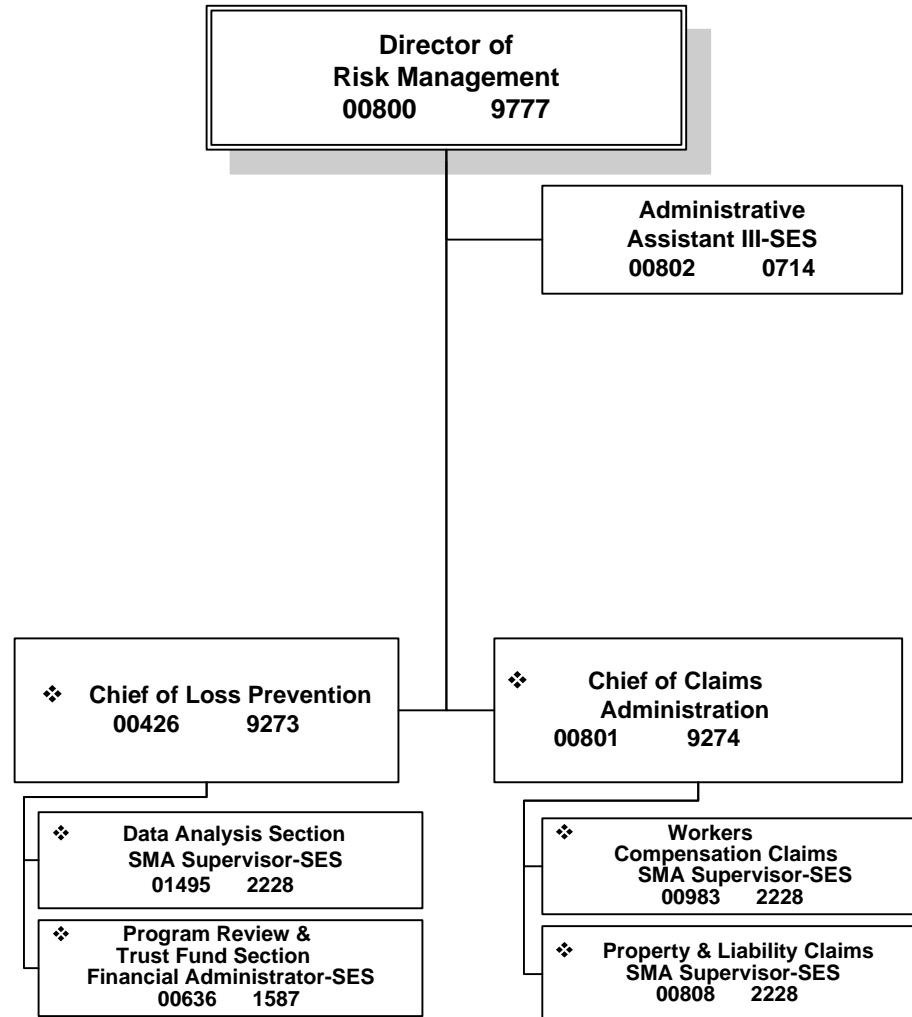 Director of
Risk Management
00800 9777
Administrative
Assistant III-SES
00802 0714
❖ Chief of Loss Prevention
00426 9273
❖ Chief of Claims
Administration
00801 9274
❖ Data Analysis Section
SMA Supervisor-SES
01495 2228
❖ Program Review &
Trust Fund Section
Financial Administrator-SES
00636 1587
❖ Workers
Compensation Claims
SMA Supervisor-SES
00983 2228
❖ Property & Liability Claims
SMA Supervisor-SES
00808 2228